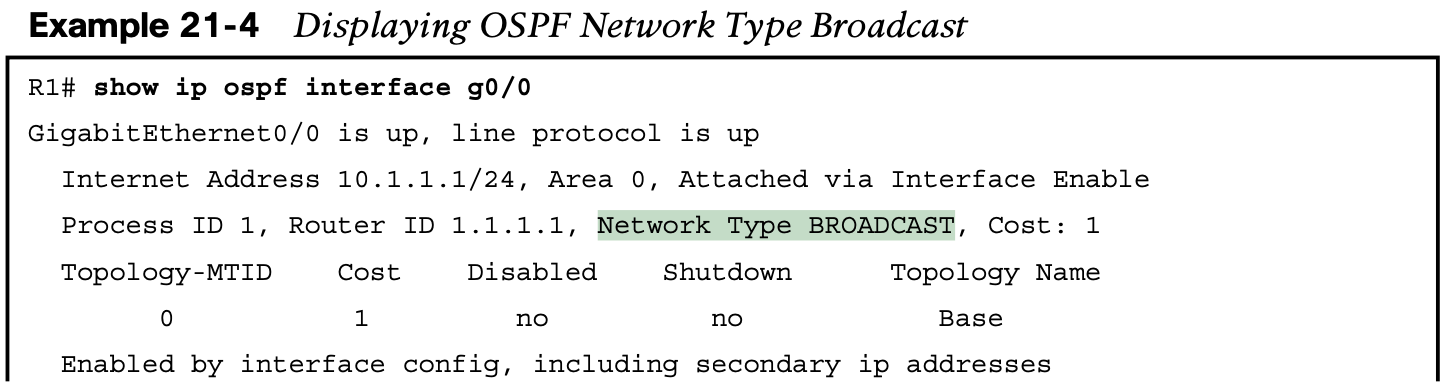 Example 21-4 Displaying OSPF Network Type Broadcast
R1# show ip ospf interface g0/0
GigabitEthernet0/0 is up, line protocol is up
Internet Address 10.1.1.1/24, Area 0, Attached via Interface Enable
Process ID 1, Router ID 1.1.1.1, Network Type BROADCAST, Cost: 1
Topology-MTID Cost Disabled Shutdown Topology Name
0 1 no no Base
Enabled by interface config, including secondary ip addresses